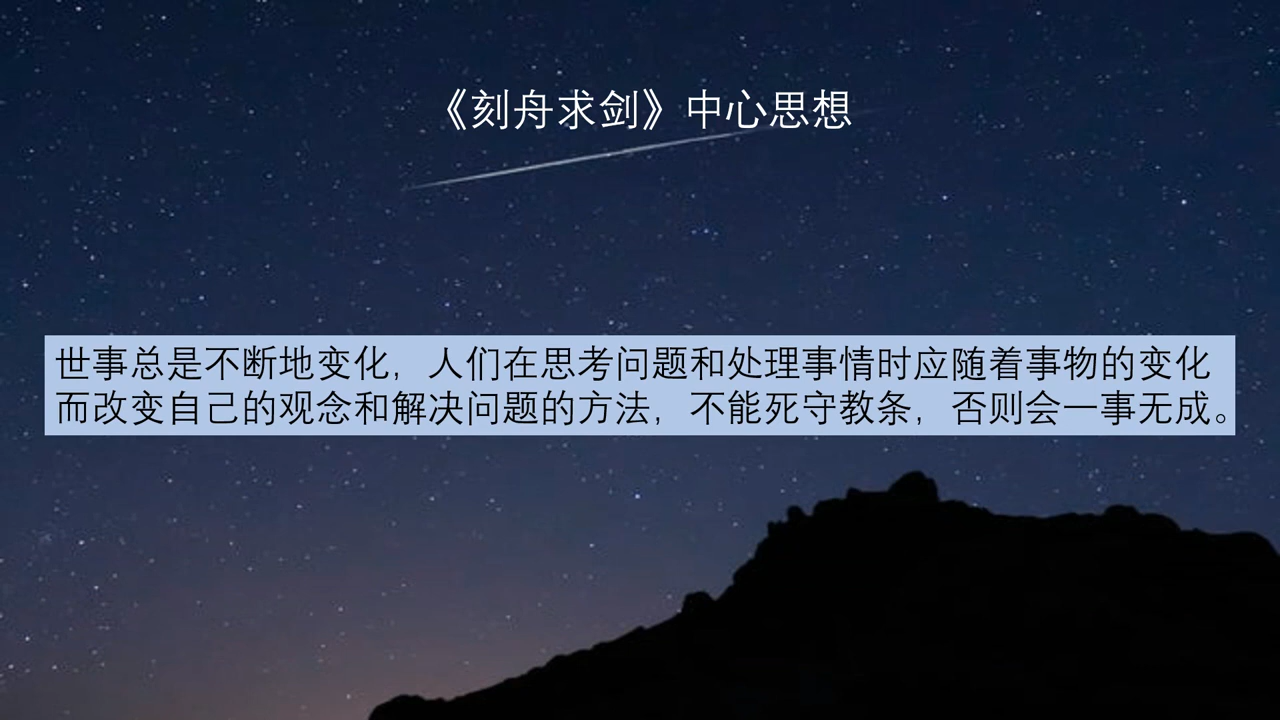 《刻舟求剑》中心思想
世事总是不断地变化，人们在思考问题和处理事情时应随着事物的变化
而改变自己的观念和解决问题的方法，不能死守教条，否则会一事无成。